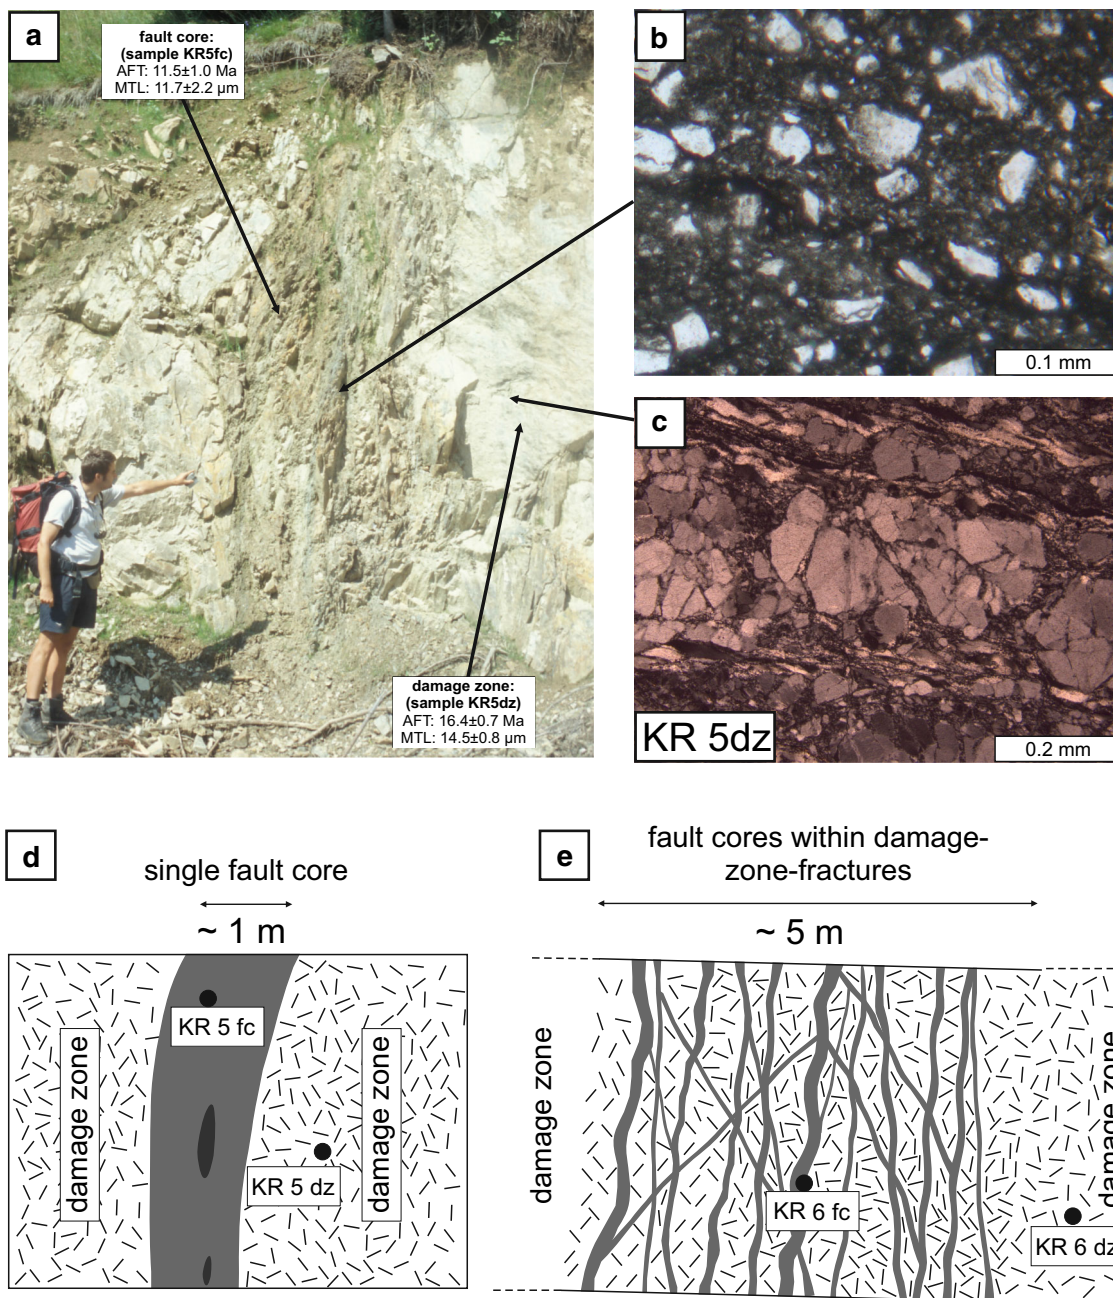 a
fault core:
(sample KR5fc)
AFT: 11.5±1.0 Ma
MTL: 11.7±2.2 µm
damage zone:
(sample KR5dz)
AFT: 16.4±0.7 Ma
MTL: 14.5±0.8 µm
b
0.1 mm
c
KR 5dz
0.2 mm
d
single fault core
~ 1 m
KR 5 fc
damage zone
damage zone
KR 5 dz
e
fault cores within damage-
zone-fractures
~ 5 m
damage zone
KR 6 fc
damage zone
KR 6 dz